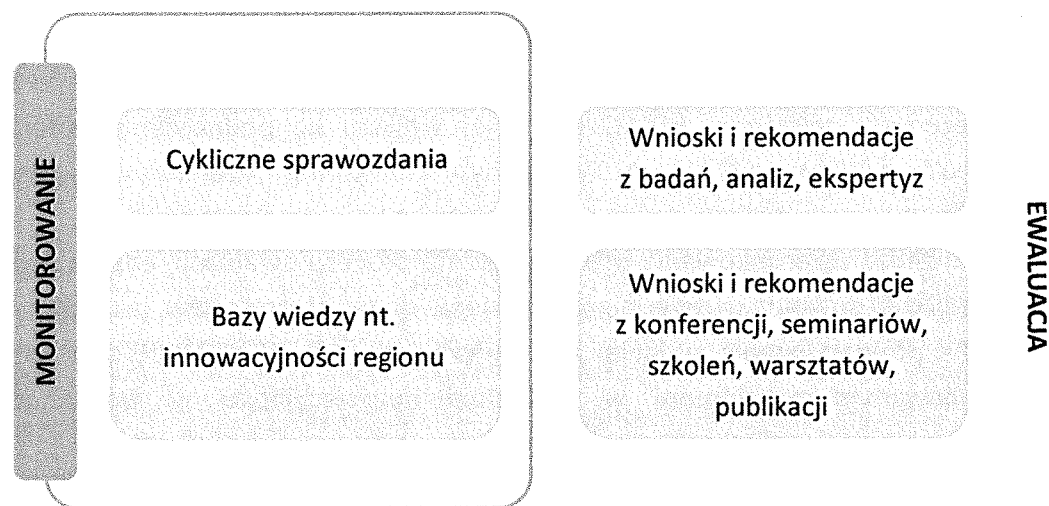 MONITOROWANIE
Cykliczne sprawozdania
Bazy wiedzy nt.
innowacyjności regionu
Wnioski i rekomendacje
z badań, analiz, ekspertyz
Wnioski i rekomendacje
z konferencji, seminariów,
szkoleń, warsztatów,
publikacji
EWALUACJA